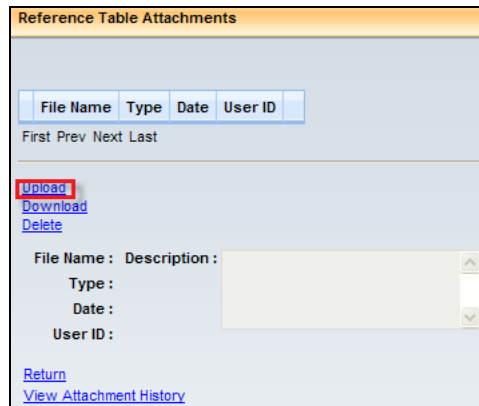 Reference Table Attachments
File Name Type Date User ID
First Prev Next Last
Upload
Download
Delete
File Name : Description :
Type :
Date :
User ID :
Return
View Attachment History